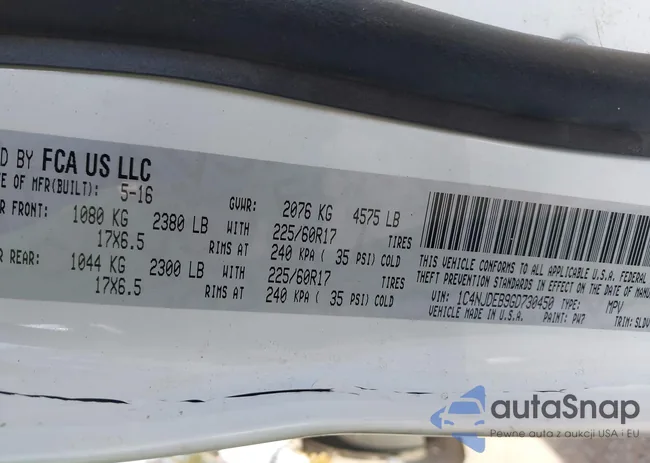 D BY FCA US LLC
E OF MFR(BUILT): 5-16 GVWR: 2076 KG 4575 LB
R FRONT: 1080 KG 2380 LB WITH 225/60R17 TIRES
17X6.5 RIMS AT 240 KPA ( 35 PSI) COLD
R REAR: 1044 KG 2300 LB WITH 225/60R17 TIRES
17X6.5 RIMS AT 240 KPA ( 35 PSI) COLD
THIS VEHICLE CONFORMS TO ALL APPLICABLE U.S.A. FEDERAL
THEFT PREVENTION STANDARDS IN EFFECT ON THE DATE OF MANU
VIN: 1C4NJDEB9GD730450 TYPE: MPV
VEHICLE MADE IN U.S.A. PAINT: PW7 TRIM: SLDV
autaSnap
Pewne auta z aukcji USA i EU